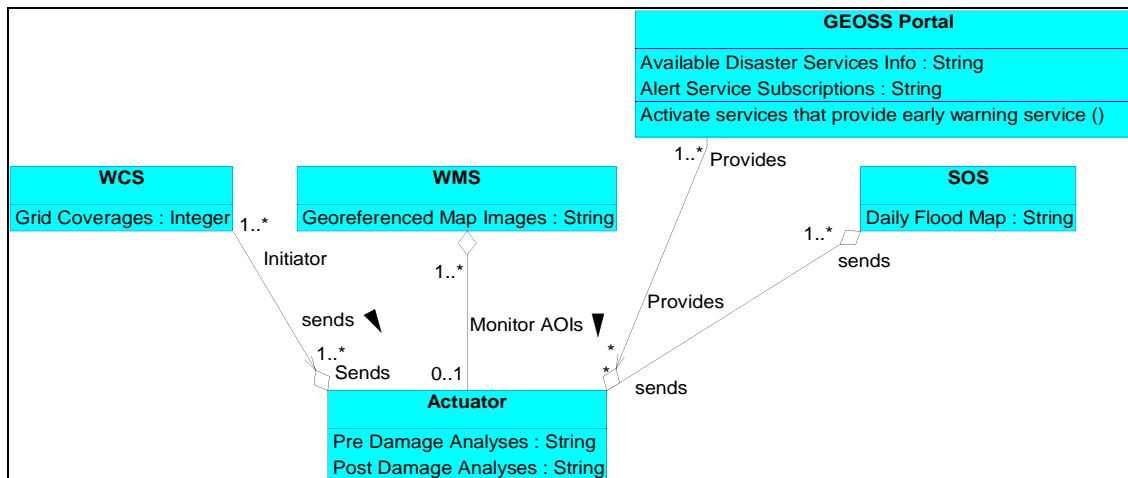 GEOSS Portal
Available Disaster Services Info : String
Alert Service Subscriptions : String
Activate services that provide early warning service ()
1..*
Provides
WCS
Grid Coverages : Integer
WMS
Georeferenced Map Images : String
SOS
Daily Flood Map : String
1..*
1..*
Initiator
1..*
sends
sends
Monitor AOIs
Provides
1..*
Sends
0..1
*
*
sends
Actuator
Pre Damage Analyses : String
Post Damage Analyses : String